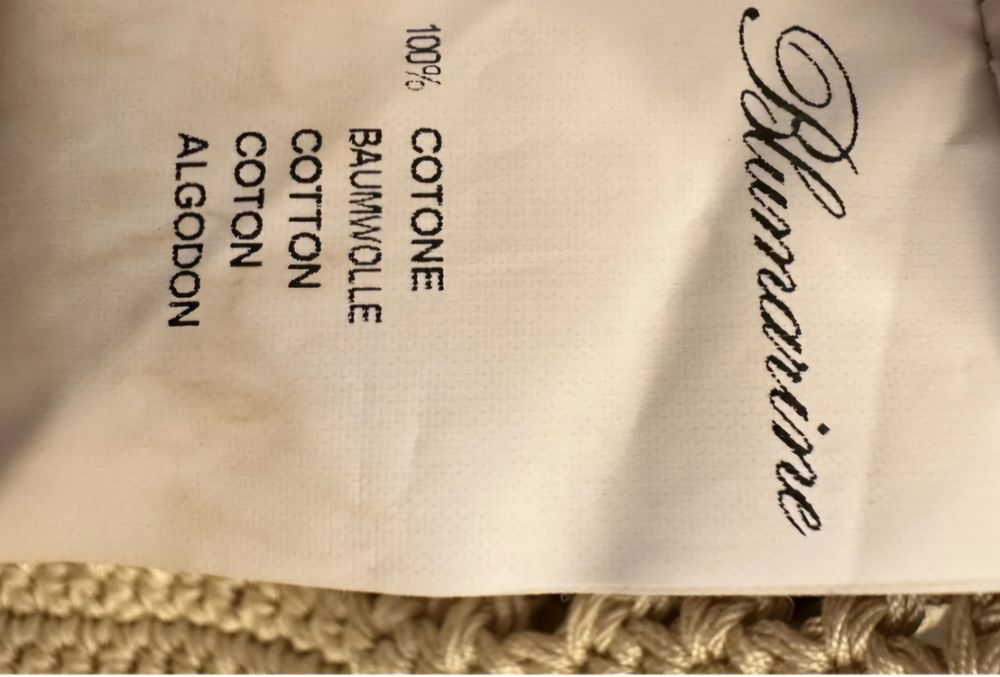 Blumarine
100% COTONE
BAUMWOLLE
COTTON
COTON
ALGODON